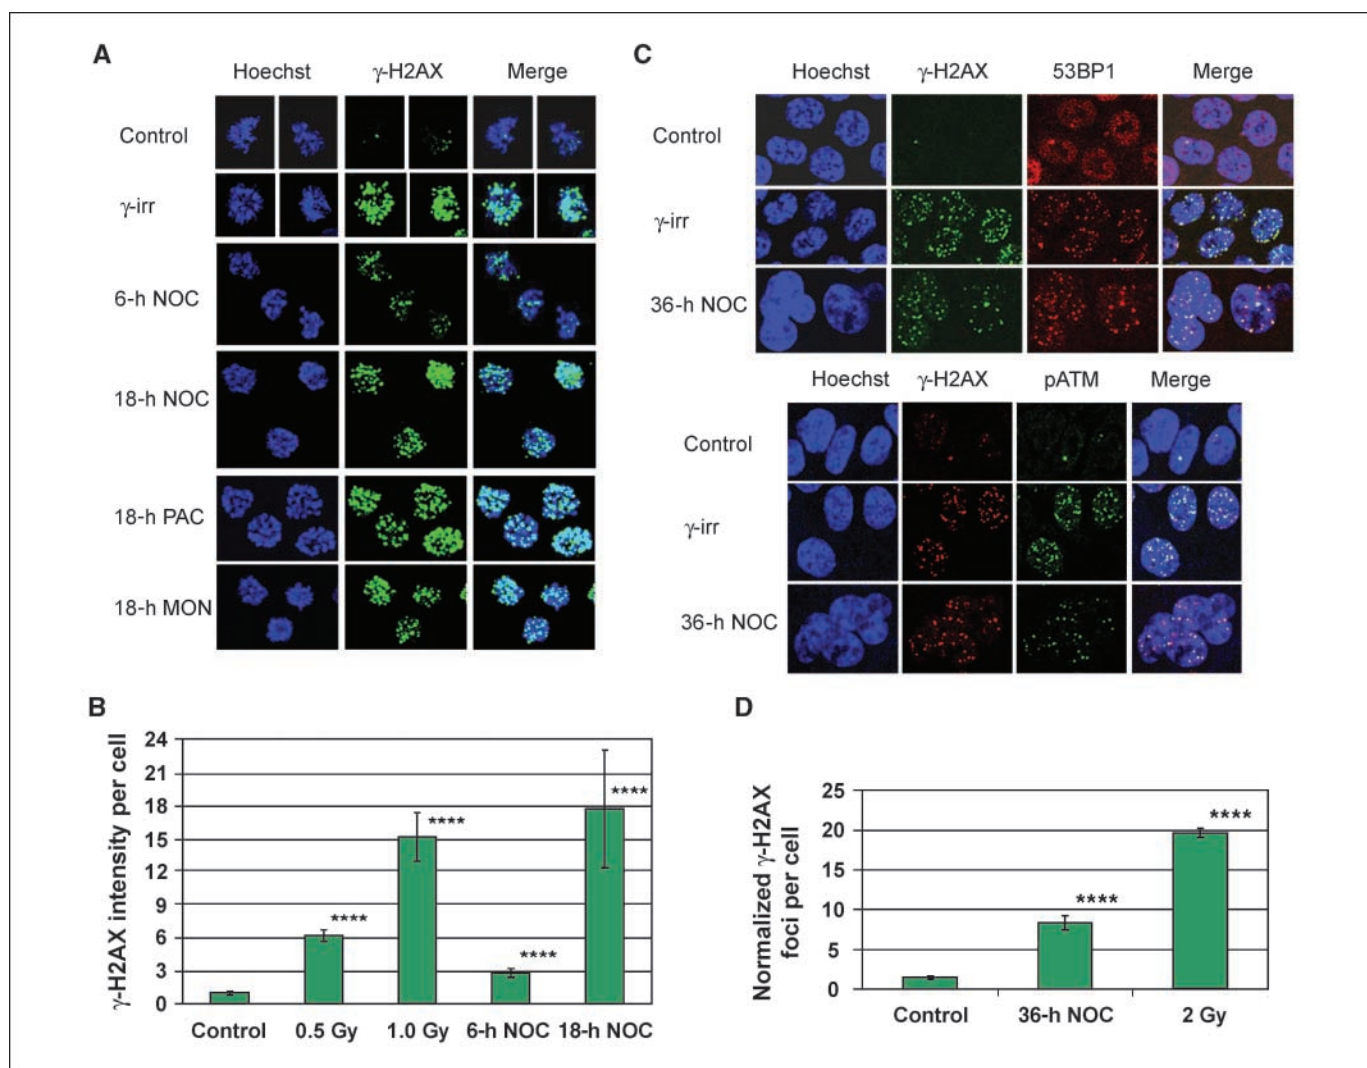 A
Hoechst γ-H2AX Merge
Control
γ-irr
6-h NOC
18-h NOC
18-h PAC
18-h MON
B
γ-H2AX intensity per cell
24
21
18
15
12
9
6
3
0
****
****
****
****
Control 0.5 Gy 1.0 Gy 6-h NOC 18-h NOC
C
Hoechst γ-H2AX 53BP1 Merge
Control
γ-irr
36-h NOC
Hoechst γ-H2AX pATM Merge
Control
γ-irr
36-h NOC
D
Normalized γ-H2AX
foci per cell
25
20
15
10
5
0
****
****
Control 36-h NOC 2 Gy